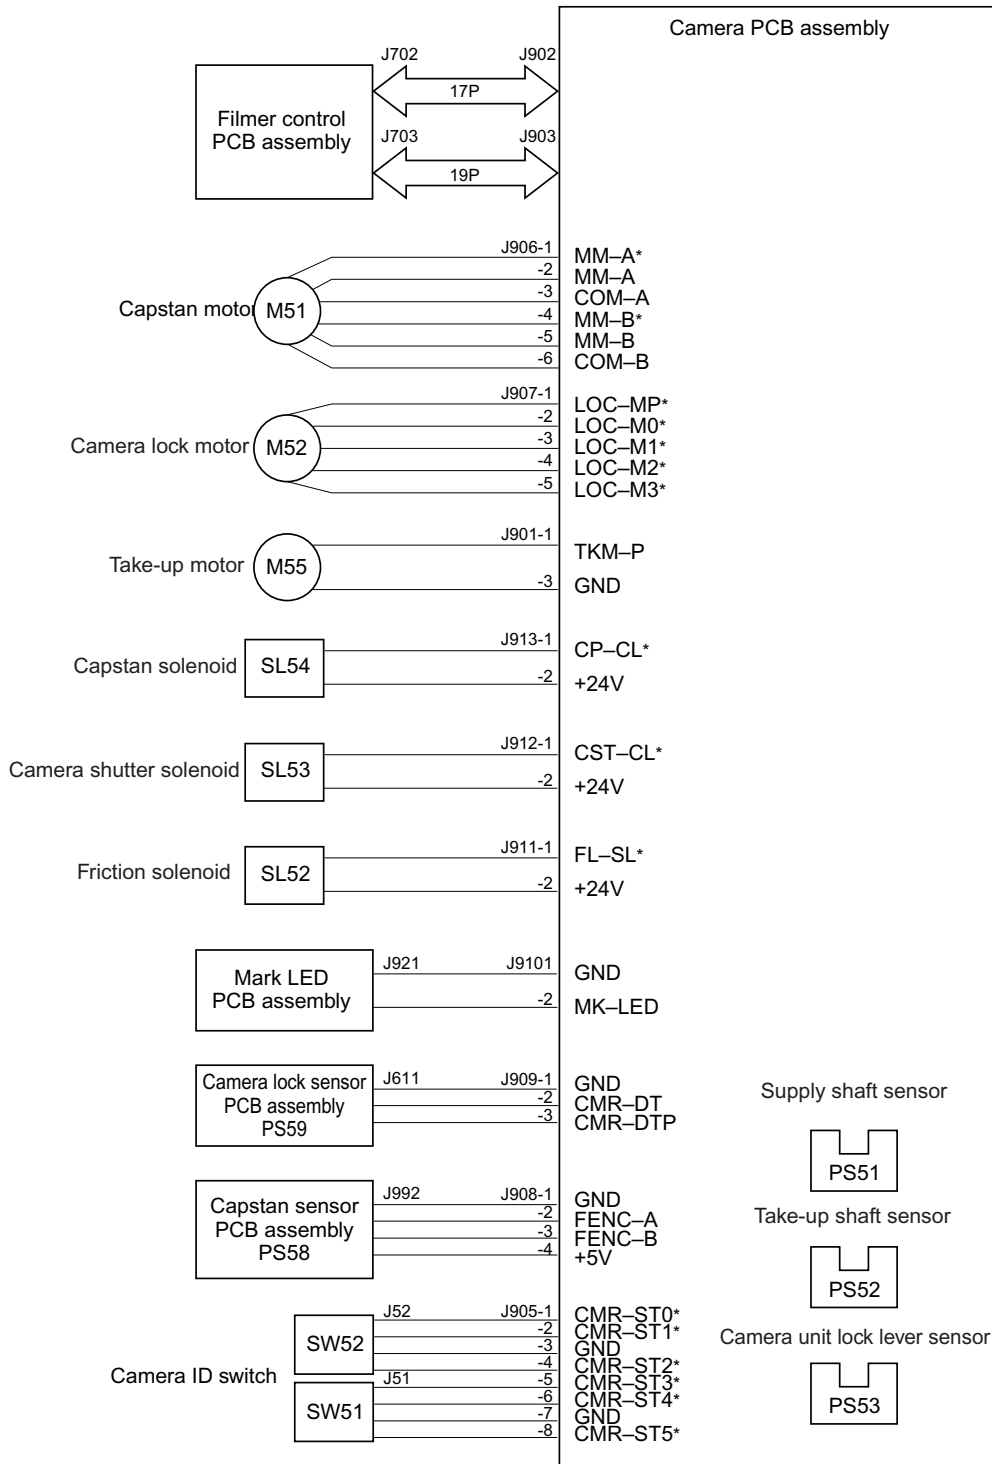 Camera PCB assembly
J702 J902
17P
Filmer control
PCB assembly
J703 J903
19P
J906-1 MM–A*
-2 MM–A
-3 COM–A
Capstan motor M51
-4 MM–B*
-5 MM–B
-6 COM–B
J907-1 LOC–MP*
-2 LOC–M0*
Camera lock motor M52 -3 LOC–M1*
-4 LOC–M2*
-5 LOC–M3*
J901-1 TKM–P
Take-up motor M55
-3 GND
J913-1 CP–CL*
Capstan solenoid SL54
-2 +24V
J912-1 CST–CL*
Camera shutter solenoid SL53
-2 +24V
J911-1 FL–SL*
Friction solenoid SL52
-2 +24V
Mark LED
PCB assembly
J921 J9101 GND
-2 MK–LED
Camera lock sensor
PCB assembly
PS59
J611 J909-1 GND
-2 CMR–DT
-3 CMR–DTP
Supply shaft sensor
PS51
Capstan sensor
PCB assembly
PS58
J992 J908-1 GND
-2 FENC–A
-3 FENC–B
-4 +5V
Take-up shaft sensor
PS52
J52 J905-1 CMR–ST0*
-2 CMR–ST1*
SW52 -3 GND
-4 CMR–ST2*
Camera ID switch
J51 -5 CMR–ST3*
-6 CMR–ST4*
SW51 -7 GND
-8 CMR–ST5*
Camera unit lock lever sensor
PS53